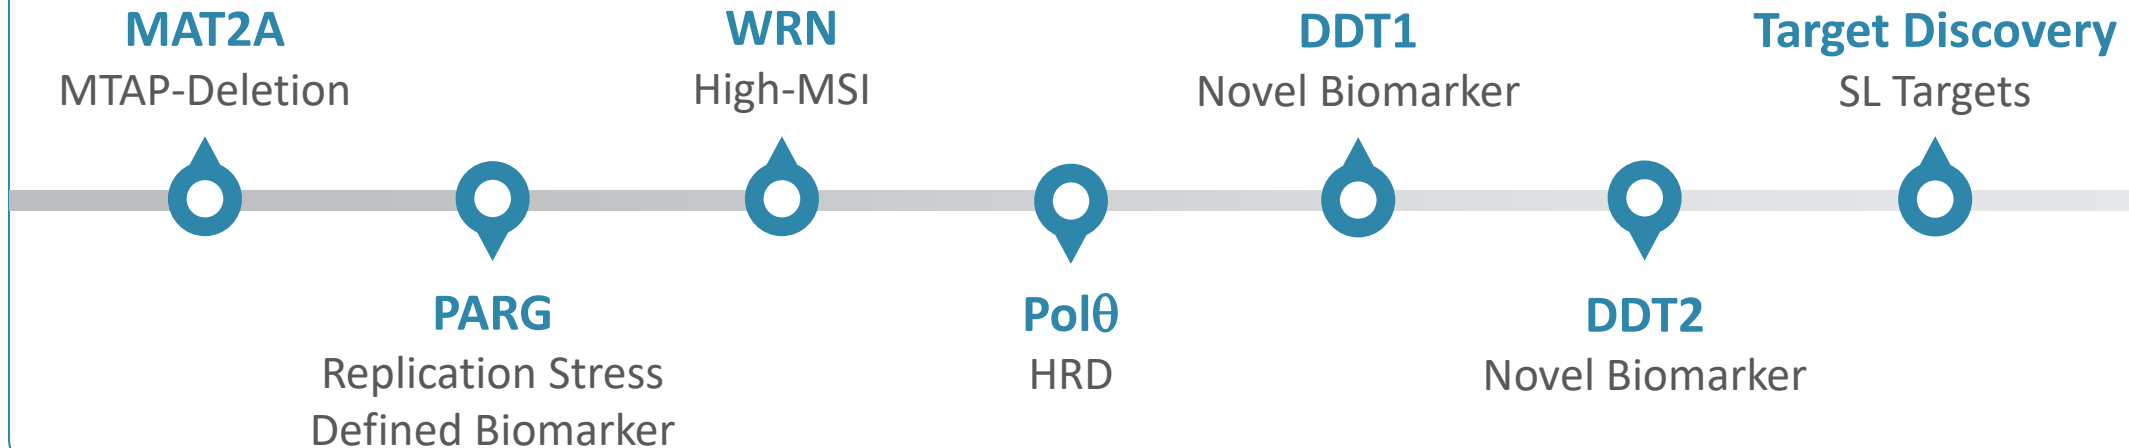 MAT2A
MTAP-Deletion
PARG
Replication Stress
Defined Biomarker
WRN
High-MSI
Polθ
HRD
DDT1
Novel Biomarker
DDT2
Novel Biomarker
Target Discovery
SL Targets